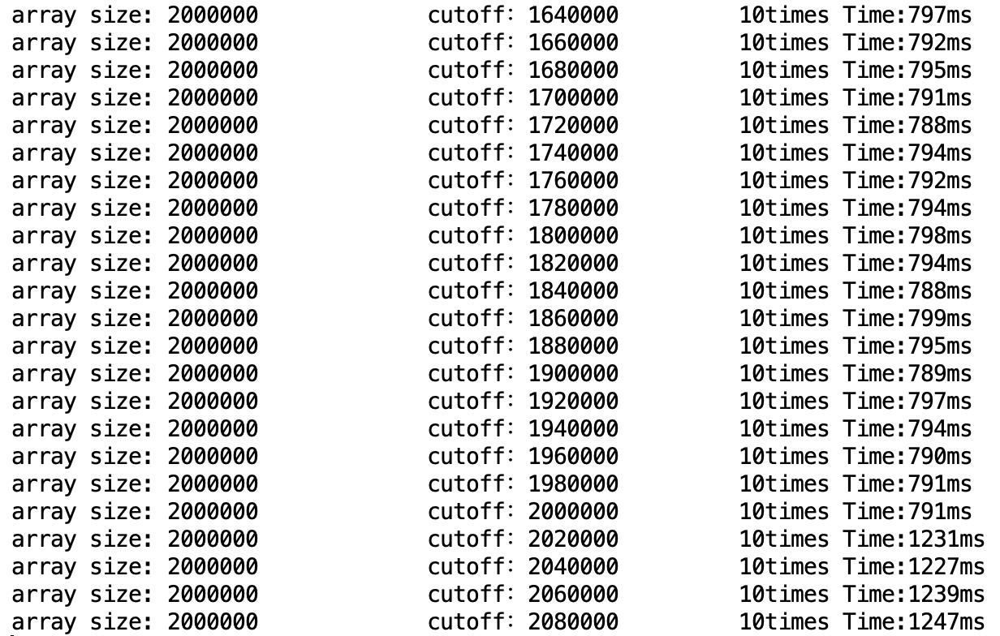 array size: 2000000 cutoff: 1640000 10times Time:797ms
array size: 2000000 cutoff: 1660000 10times Time:792ms
array size: 2000000 cutoff: 1680000 10times Time:795ms
array size: 2000000 cutoff: 1700000 10times Time:791ms
array size: 2000000 cutoff: 1720000 10times Time:788ms
array size: 2000000 cutoff: 1740000 10times Time:794ms
array size: 2000000 cutoff: 1760000 10times Time:792ms
array size: 2000000 cutoff: 1780000 10times Time:794ms
array size: 2000000 cutoff: 1800000 10times Time:798ms
array size: 2000000 cutoff: 1820000 10times Time:794ms
array size: 2000000 cutoff: 1840000 10times Time:788ms
array size: 2000000 cutoff: 1860000 10times Time:799ms
array size: 2000000 cutoff: 1880000 10times Time:795ms
array size: 2000000 cutoff: 1900000 10times Time:789ms
array size: 2000000 cutoff: 1920000 10times Time:797ms
array size: 2000000 cutoff: 1940000 10times Time:794ms
array size: 2000000 cutoff: 1960000 10times Time:790ms
array size: 2000000 cutoff: 1980000 10times Time:791ms
array size: 2000000 cutoff: 2000000 10times Time:791ms
array size: 2000000 cutoff: 2020000 10times Time:1231ms
array size: 2000000 cutoff: 2040000 10times Time:1227ms
array size: 2000000 cutoff: 2060000 10times Time:1239ms
array size: 2000000 cutoff: 2080000 10times Time:1247ms